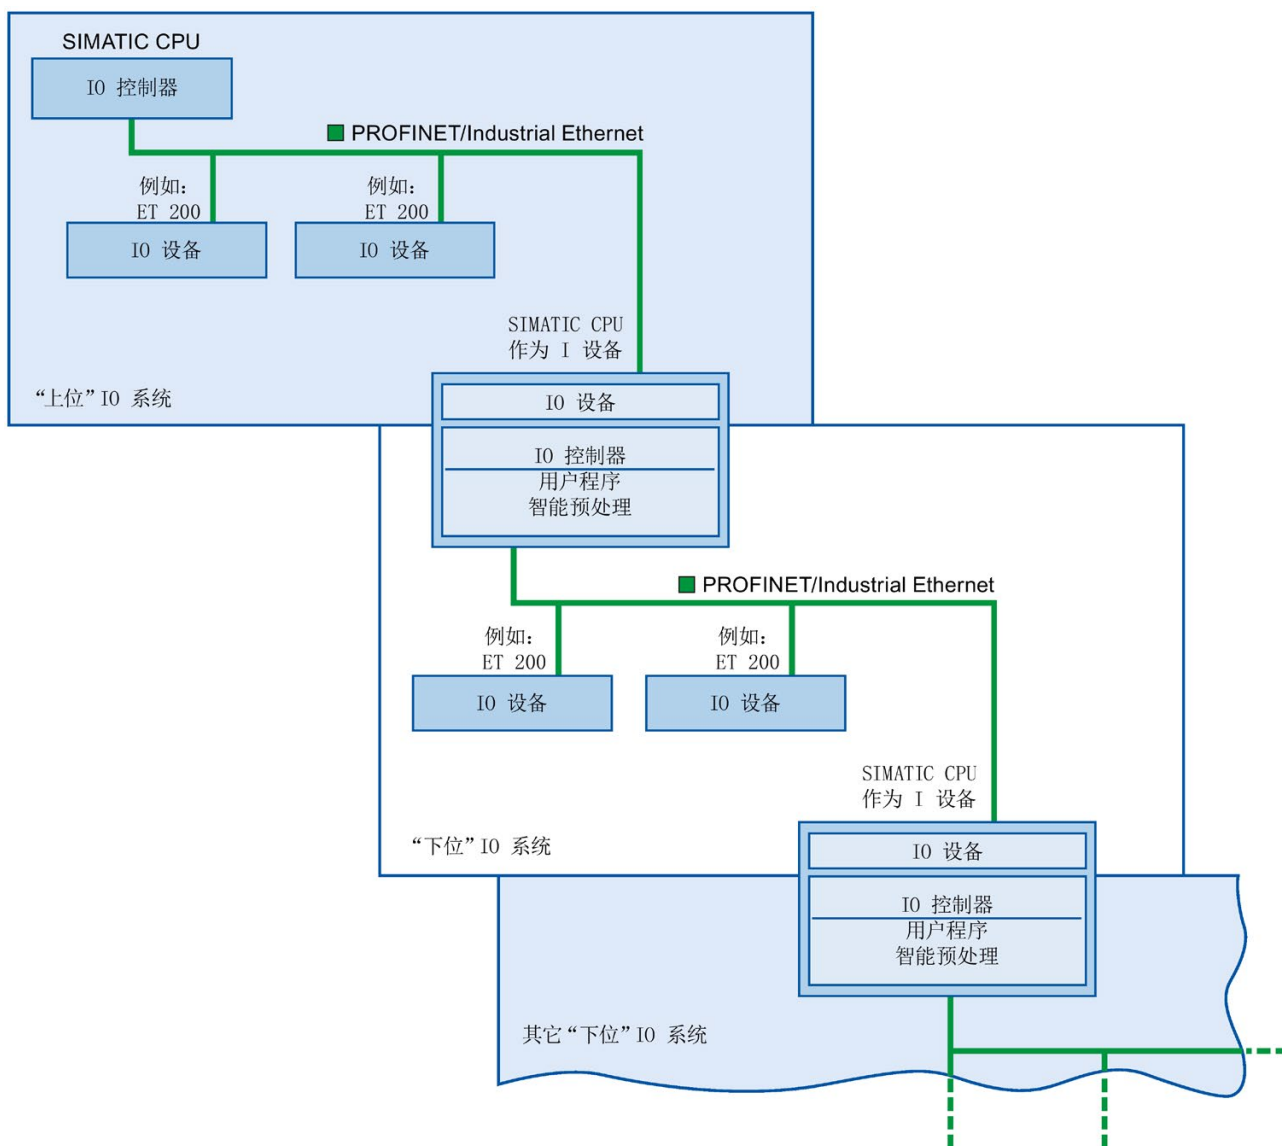 SIMATIC CPU
IO 控制器
PROFINET/Industrial Ethernet
例如:
ET 200
IO 设备
例如:
ET 200
IO 设备
SIMATIC CPU
作为 I 设备
“上位”IO 系统
IO 设备
IO 控制器
用户程序
智能预处理
PROFINET/Industrial Ethernet
例如:
ET 200
IO 设备
例如:
ET 200
IO 设备
SIMATIC CPU
作为 I 设备
“下位”IO 系统
IO 设备
IO 控制器
用户程序
智能预处理
其它“下位”IO 系统